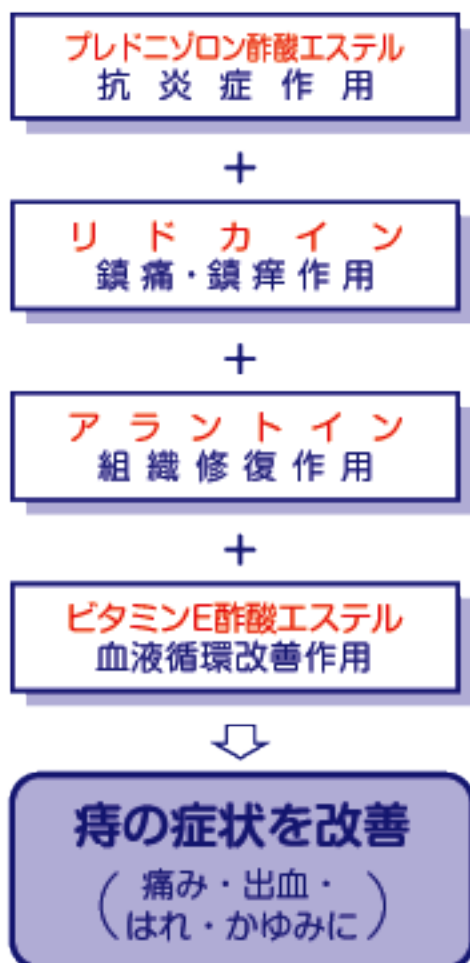 プレドニゾロン酢酸エステル
抗炎症作用
+
リドカイン
鎮痛・鎮痒作用
+
アラントイン
組織修復作用
+
ビタミンE酢酸エステル
血液循環改善作用
痔の症状を改善
(痛み・出血・
はれ・かゆみに)